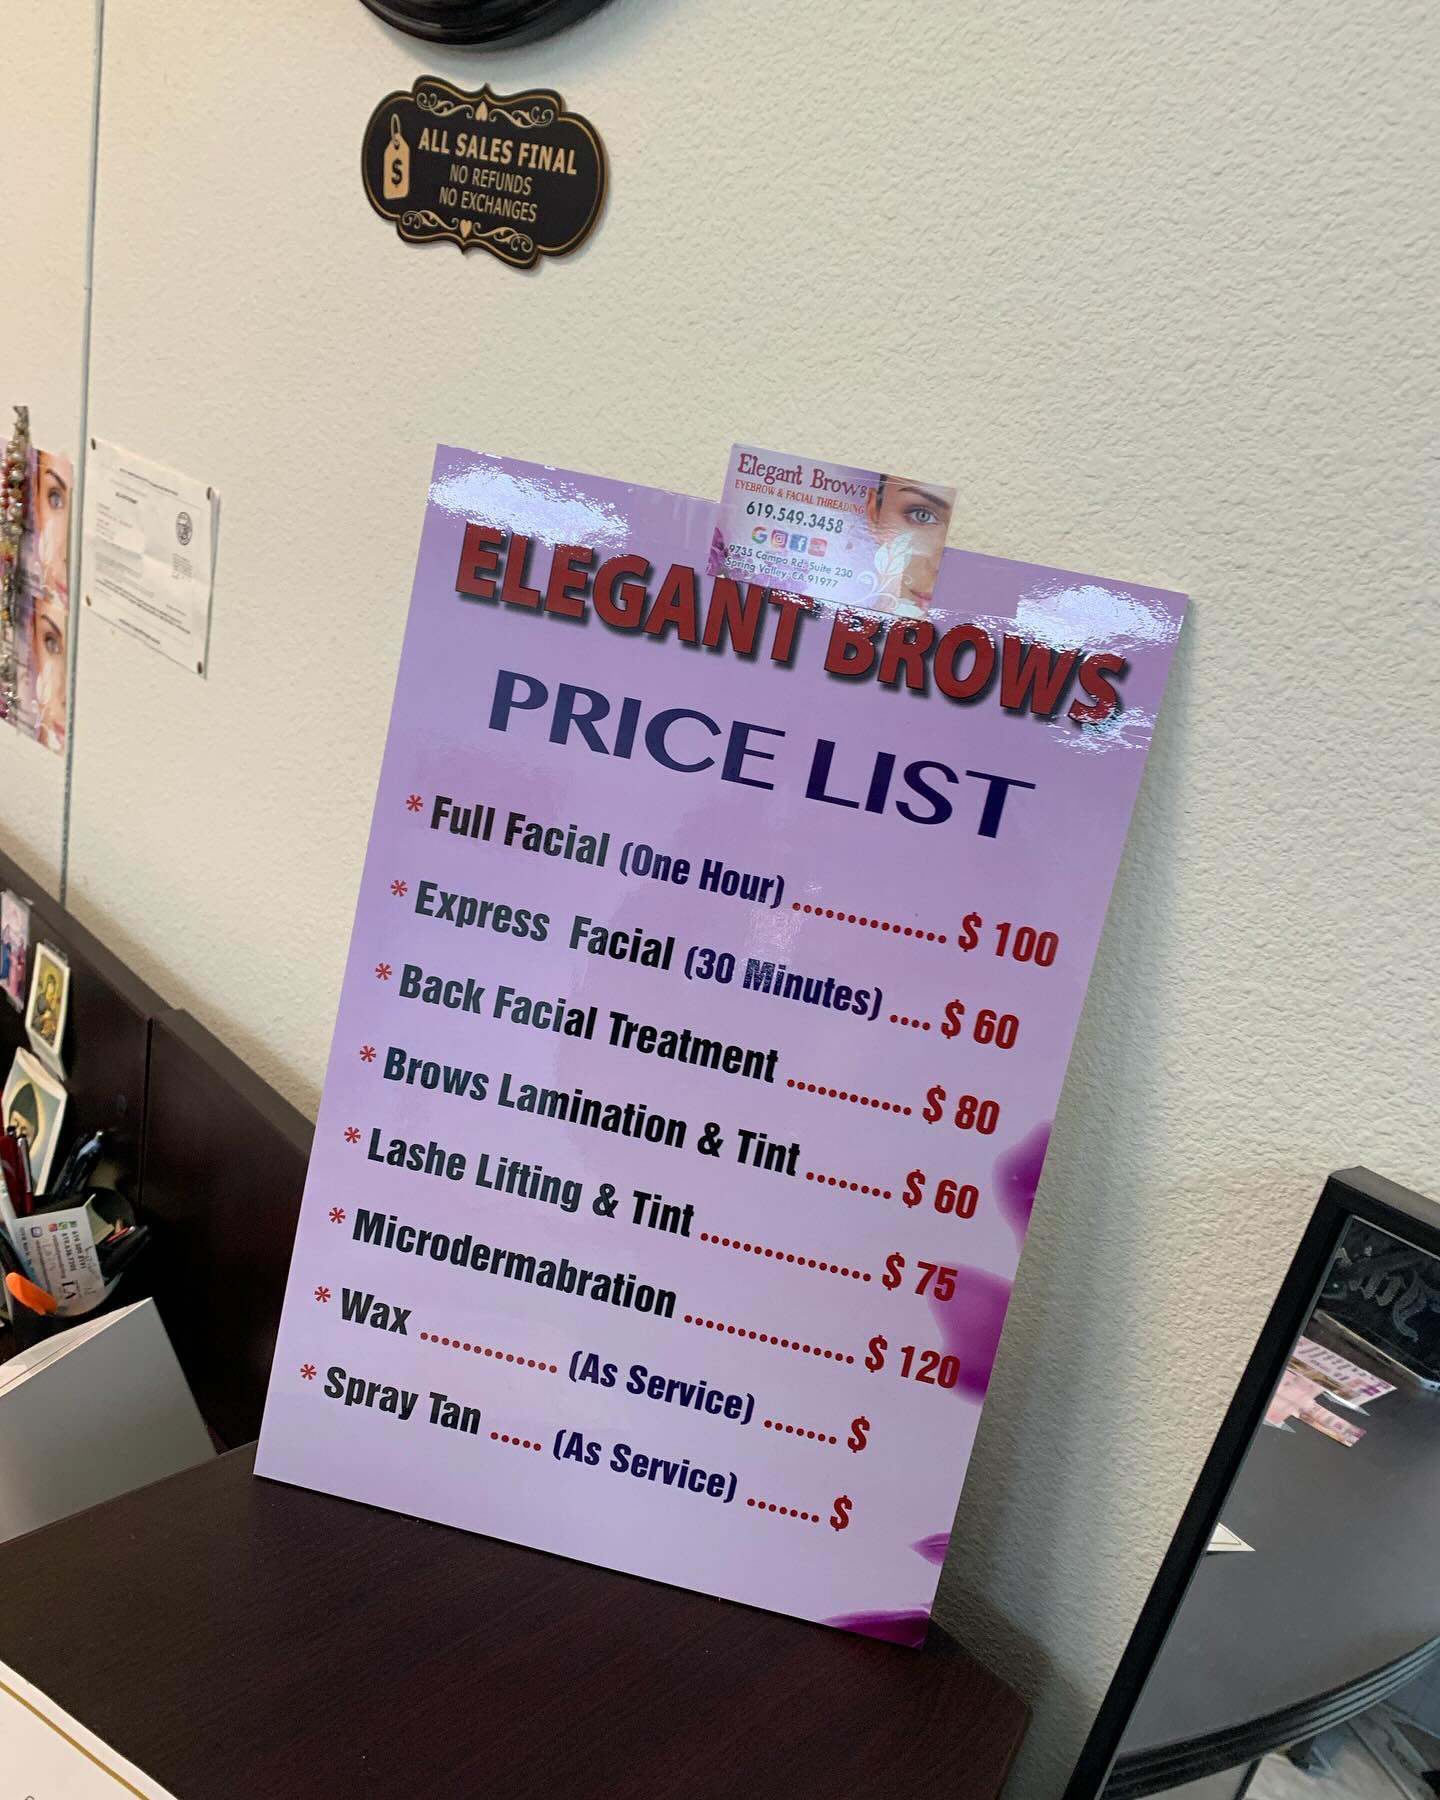 ALL SALES FINAL
NO REFUNDS
NO EXCHANGES
$
Elegant Brows
EYEBROW & FACIAL THREADING
619.549.3458
9735 Campo Rd, Suite 230
Spring Valley, CA 91977
ELEGANT BROWS
PRICE LIST
* Full Facial (One Hour) .............. $ 100
* Express Facial (30 Minutes) .... $ 60
* Back Facial Treatment ............ $ 80
* Brows Lamination & Tint ........ $ 60
* Lashe Lifting & Tint ................ $ 75
* Microdermabration ................ $ 120
* Wax ............. (As Service) ....... $
* Spray Tan ..... (As Service) ....... $
LA